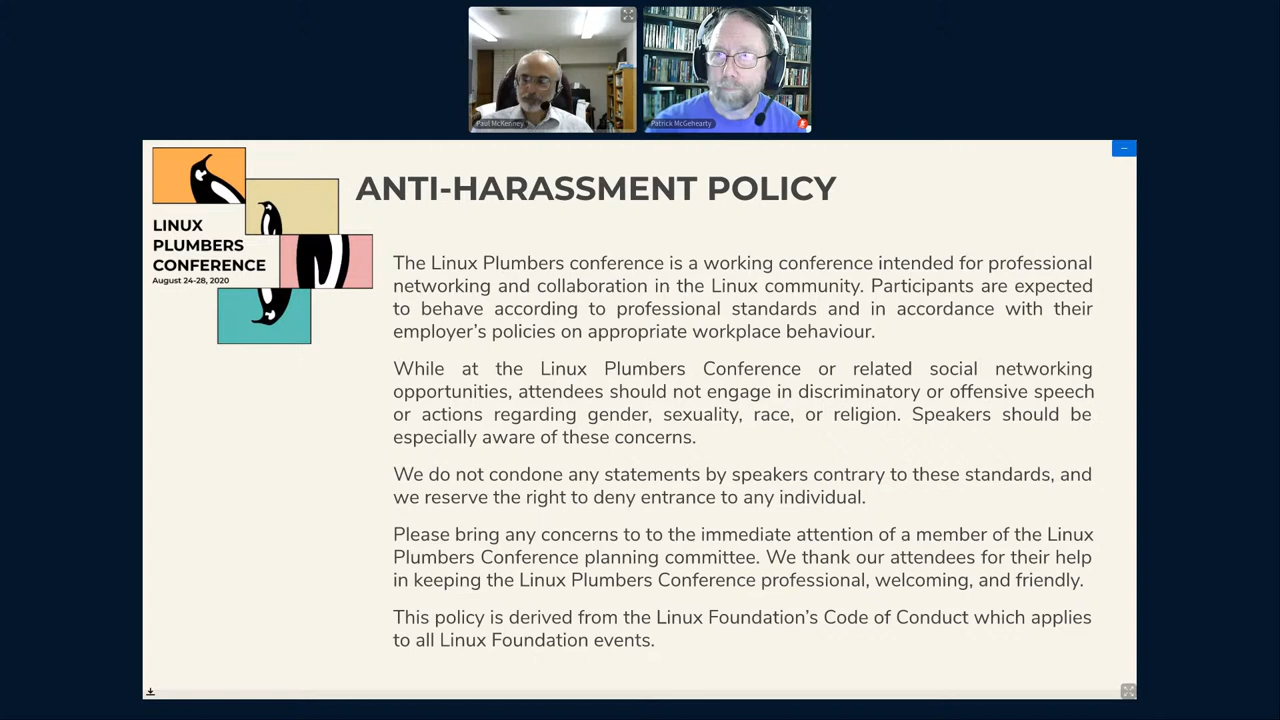 Paul McKenney
Patrick McGehearty
ANTI-HARASSMENT POLICY
LINUX
PLUMBERS
CONFERENCE
August 24-28, 2020
The Linux Plumbers conference is a working conference intended for professional
networking and collaboration in the Linux community. Participants are expected
to behave according to professional standards and in accordance with their
employer's policies on appropriate workplace behaviour.
While at the Linux Plumbers Conference or related social networking
opportunities, attendees should not engage in discriminatory or offensive speech
or actions regarding gender, sexuality, race, or religion. Speakers should be
especially aware of these concerns.
We do not condone any statements by speakers contrary to these standards, and
we reserve the right to deny entrance to any individual.
Please bring any concerns to to the immediate attention of a member of the Linux
Plumbers Conference planning committee. We thank our attendees for their help
in keeping the Linux Plumbers Conference professional, welcoming, and friendly.
This policy is derived from the Linux Foundation's Code of Conduct which applies
to all Linux Foundation events.